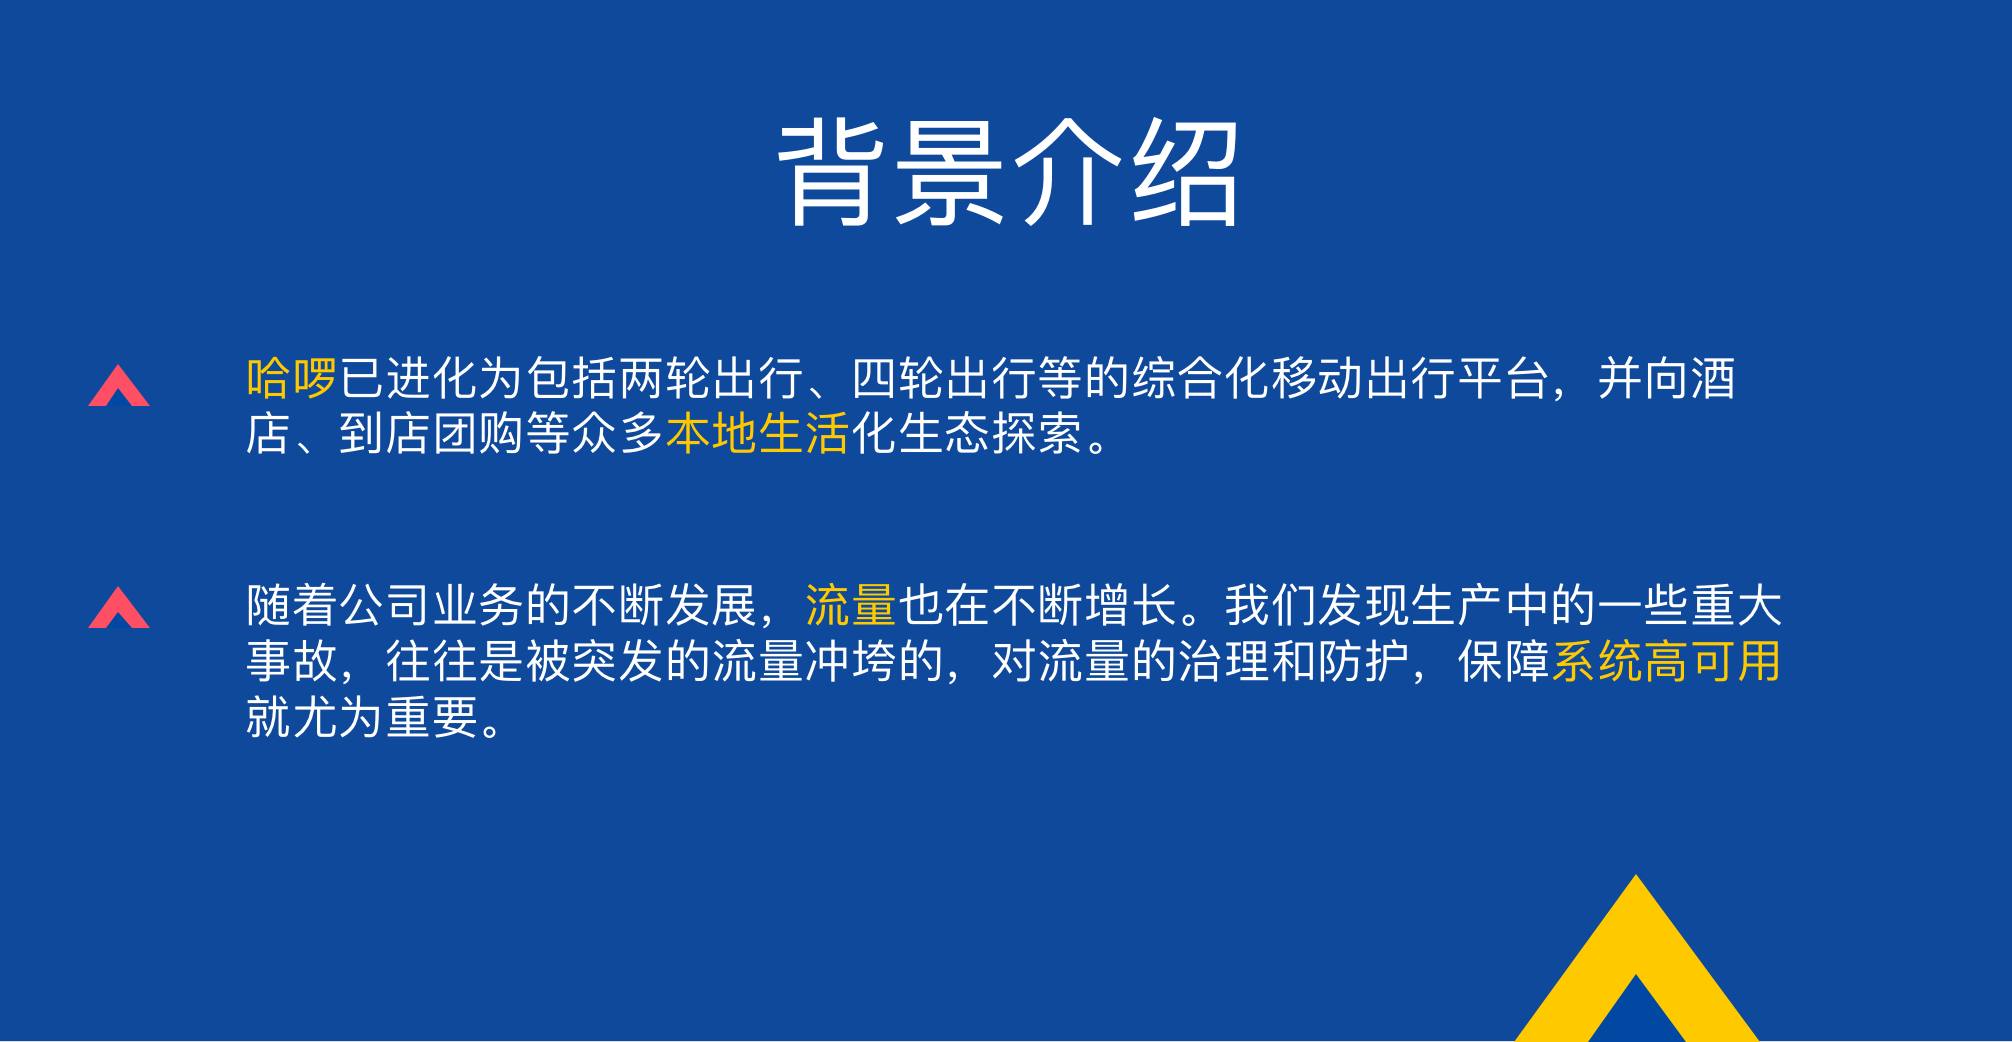 背景介绍
哈啰已进化为包括两轮出行、四轮出行等的综合化移动出行平台，并向酒
店、到店团购等众多本地生活化生态探索。
随着公司业务的不断发展，流量也在不断增长。我们发现生产中的一些重大
事故，往往是被突发的流量冲垮的，对流量的治理和防护，保障系统高可用
就尤为重要。